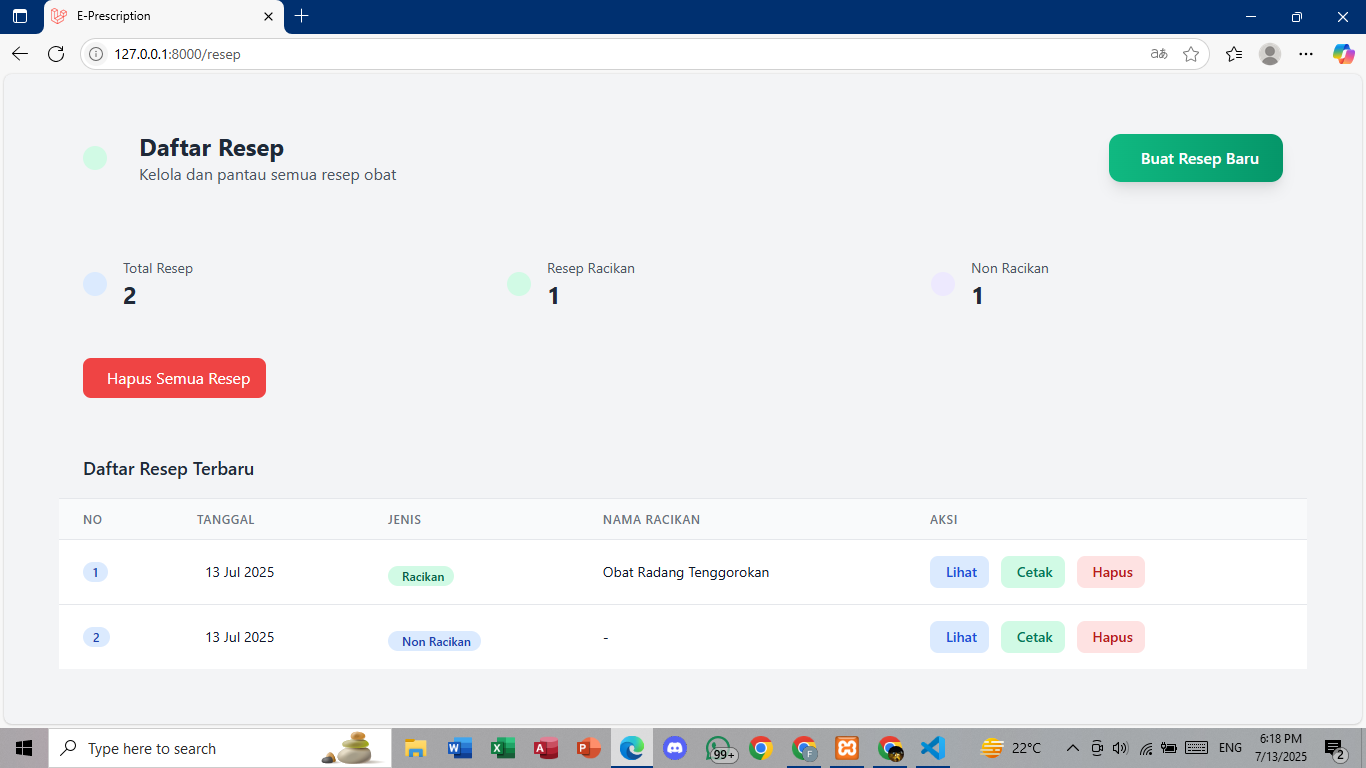 E-Prescription
127.0.0.1:8000/resep
Daftar Resep
Kelola dan pantau semua resep obat
Buat Resep Baru
Total Resep
2
Resep Racikan
1
Non Racikan
1
Hapus Semua Resep
Daftar Resep Terbaru
NO TANGGAL JENIS NAMA RACIKAN AKSI
1 13 Jul 2025 Racikan Obat Radang Tenggorokan Lihat Cetak Hapus
2 13 Jul 2025 Non Racikan - Lihat Cetak Hapus
Type here to search
99+
F
22°C
ENG
6:18 PM
7/13/2025
2